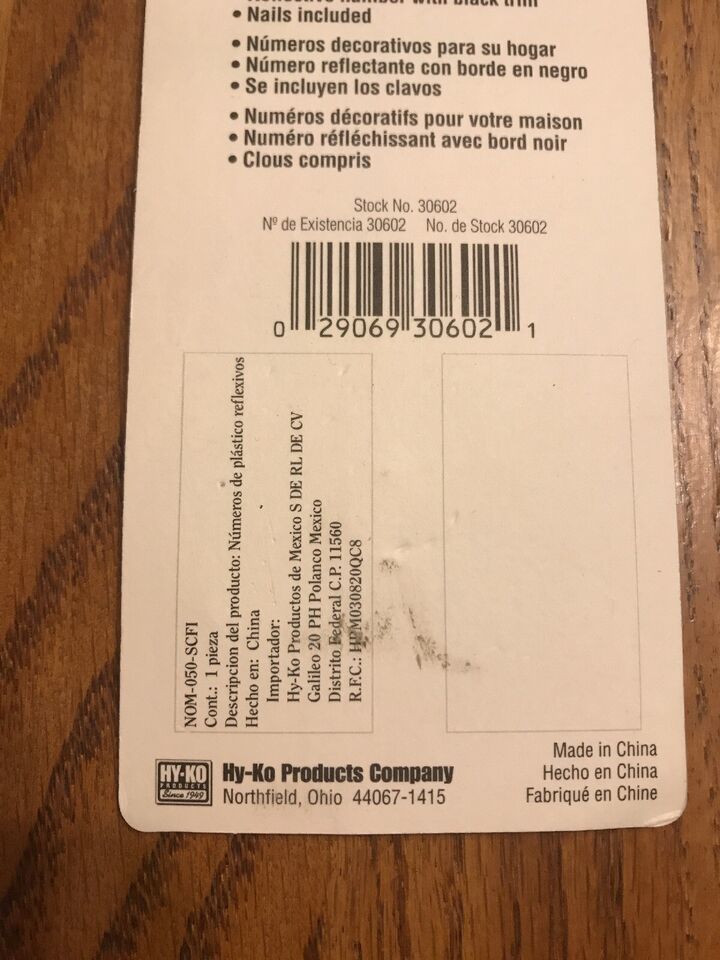 Reflective number with black trim
• Nails included
• Números decorativos para su hogar
• Número reflectante con borde en negro
• Se incluyen los clavos
• Numéros décoratifs pour votre maison
• Numéro réfléchissant avec bord noir
• Clous compris
Stock No. 30602
Nº de Existencia 30602 No. de Stock 30602
0 29069 30602 1
NOM-050-SCFI
Cont.: 1 pieza
Descripcion del producto: Números de plástico reflexivos
Hecho en: China
Importador:
Hy-Ko Productos de Mexico S DE RL DE CV
Galileo 20 PH Polanco Mexico
Distrito Federal C.P. 11560
R.F.C.: HPM030820QC8
HY-KO
PRODUCTS
Since 1949
Hy-Ko Products Company
Northfield, Ohio 44067-1415
Made in China
Hecho en China
Fabriqué en Chine